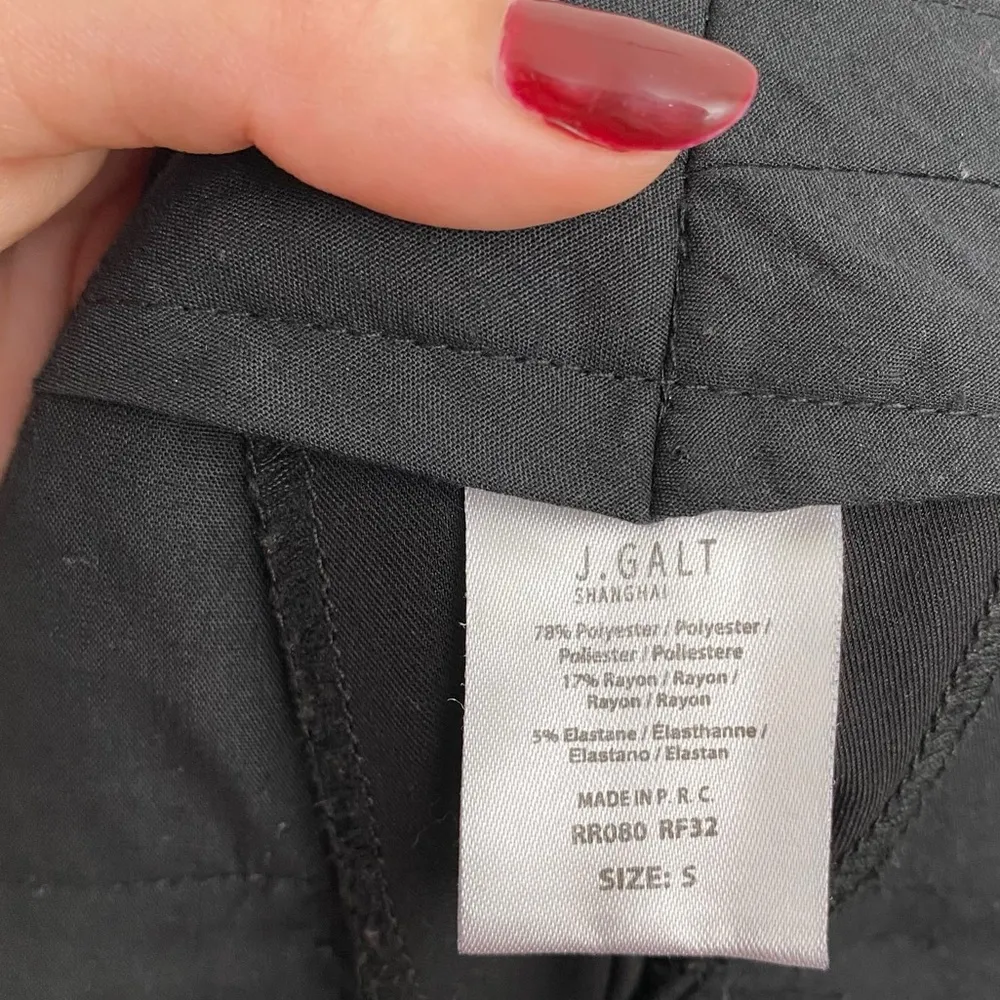 J.GALT
SHANGHAI
78% Polyester / Polyester /
Poliester / Poliestere
17% Rayon / Rayon /
Rayon / Rayon
5% Elastane / Elasthanne /
Elastano / Elastan
MADE IN P. R. C.
RR080 RF32
SIZE: S